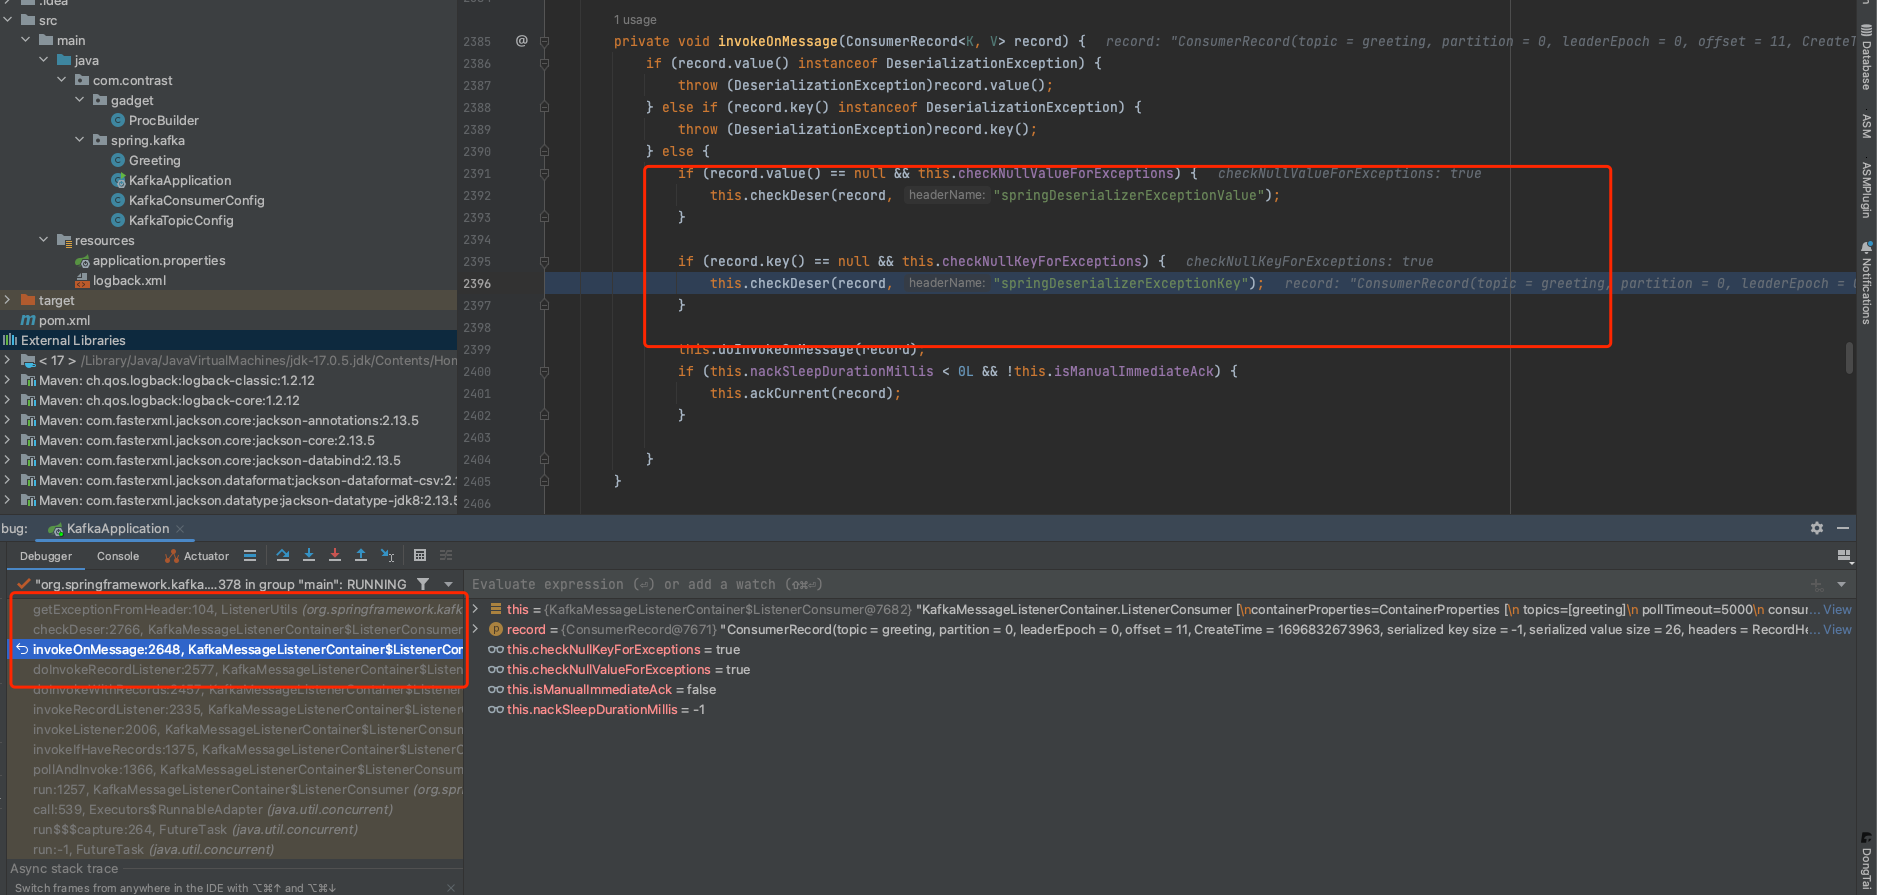 .idea
src
main
java
com.contrast
gadget
ProcBuilder
spring.kafka
Greeting
KafkaApplication
KafkaConsumerConfig
KafkaTopicConfig
resources
application.properties
logback.xml
target
pom.xml
External Libraries
< 17 > /Library/Java/JavaVirtualMachines/jdk-17.0.5.jdk/Contents/Hon
Maven: ch.qos.logback:logback-classic:1.2.12
Maven: ch.qos.logback:logback-core:1.2.12
Maven: com.fasterxml.jackson.core:jackson-annotations:2.13.5
Maven: com.fasterxml.jackson.core:jackson-core:2.13.5
Maven: com.fasterxml.jackson.core:jackson-databind:2.13.5
Maven: com.fasterxml.jackson.dataformat:jackson-dataformat-csv:2.1
Maven: com.fasterxml.jackson.datatype:jackson-datatype-jdk8:2.13.5
1 usage
2385 @ private void invokeOnMessage(ConsumerRecord<K, V> record) { record: "ConsumerRecord(topic = greeting, partition = 0, leaderEpoch = 0, offset = 11, CreateT
2386 if (record.value() instanceof DeserializationException) {
2387 throw (DeserializationException)record.value();
2388 } else if (record.key() instanceof DeserializationException) {
2389 throw (DeserializationException)record.key();
2390 } else {
2391 if (record.value() == null && this.checkNullValueForExceptions) { checkNullValueForExceptions: true
2392 this.checkDeser(record, headerName: "springDeserializerExceptionValue");
2393 }
2394
2395 if (record.key() == null && this.checkNullKeyForExceptions) { checkNullKeyForExceptions: true
2396 this.checkDeser(record, headerName: "springDeserializerExceptionKey"); record: "ConsumerRecord(topic = greeting, partition = 0, leaderEpoch = 0
2397 }
2398
2399 this.doInvokeOnMessage(record);
2400 if (this.nackSleepDurationMillis < 0L && !this.isManualImmediateAck) {
2401 this.ackCurrent(record);
2402 }
2403
2404 }
2405 }
2406
Database
ASM
ASMPlugin
Notifications
DongTai
bug: KafkaApplication
Debugger Console Actuator
"org.springframework.kafka....378 in group "main": RUNNING
getExceptionFromHeader:104, ListenerUtils (org.springframework.kafk
checkDeser:2766, KafkaMessageListenerContainer$ListenerConsumer
invokeOnMessage:2648, KafkaMessageListenerContainer$ListenerCon
doInvokeRecordListener:2577, KafkaMessageListenerContainer$Listen
doInvokeWithRecords:2457, KafkaMessageListenerContainer$Listener
invokeRecordListener:2335, KafkaMessageListenerContainer$Listener
invokeListener:2006, KafkaMessageListenerContainer$ListenerConsum
invokeIfHaveRecords:1375, KafkaMessageListenerContainer$ListenerC
pollAndInvoke:1366, KafkaMessageListenerContainer$ListenerConsum
run:1257, KafkaMessageListenerContainer$ListenerConsumer (org.spri
call:539, Executors$RunnableAdapter (java.util.concurrent)
run$$$capture:264, FutureTask (java.util.concurrent)
run:-1, FutureTask (java.util.concurrent)
Async stack trace
Switch frames from anywhere in the IDE with ⌥⌘↑ and ⌥⌘↓
Evaluate expression (⏎) or add a watch (⇧⌘⏎)
this = {KafkaMessageListenerContainer$ListenerConsumer@7682} "KafkaMessageListenerContainer.ListenerConsumer [\ncontainerProperties=ContainerProperties [\n topics=[greeting]\n pollTimeout=5000\n consu... View
record = {ConsumerRecord@7671} "ConsumerRecord(topic = greeting, partition = 0, leaderEpoch = 0, offset = 11, CreateTime = 1696832673963, serialized key size = -1, serialized value size = 26, headers = RecordHe... View
this.checkNullKeyForExceptions = true
this.checkNullValueForExceptions = true
this.isManualImmediateAck = false
this.nackSleepDurationMillis = -1